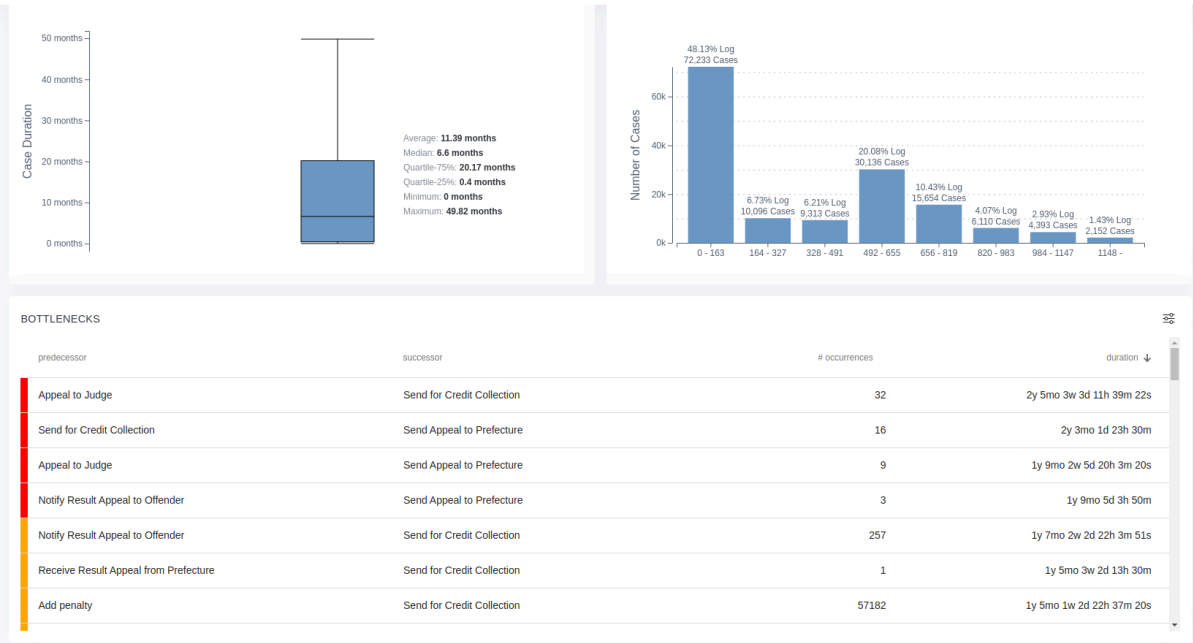 50 months
40 months
30 months
20 months
10 months
0 months
Case Duration
Average: 11.39 months
Median: 6.6 months
Quartile-75%: 20.17 months
Quartile-25%: 0.4 months
Minimum: 0 months
Maximum: 49.82 months
Number of Cases
60k
40k
20k
0k
48.13% Log
72,233 Cases
6.73% Log
10,096 Cases
6.21% Log
9,313 Cases
20.08% Log
30,136 Cases
10.43% Log
15,654 Cases
4.07% Log
6,110 Cases
2.93% Log
4,393 Cases
1.43% Log
2,152 Cases
0 - 163 164 - 327 328 - 491 492 - 655 656 - 819 820 - 983 984 - 1147 1148 -
BOTTLENECKS
predecessor successor # occurrences duration
Appeal to Judge Send for Credit Collection 32 2y 5mo 3w 3d 11h 39m 22s
Send for Credit Collection Send Appeal to Prefecture 16 2y 3mo 1d 23h 30m
Appeal to Judge Send Appeal to Prefecture 9 1y 9mo 2w 5d 20h 3m 20s
Notify Result Appeal to Offender Send Appeal to Prefecture 3 1y 9mo 5d 3h 50m
Notify Result Appeal to Offender Send for Credit Collection 257 1y 7mo 2w 2d 22h 3m 51s
Receive Result Appeal from Prefecture Send for Credit Collection 1 1y 5mo 3w 2d 13h 30m
Add penalty Send for Credit Collection 57182 1y 5mo 1w 2d 22h 37m 20s